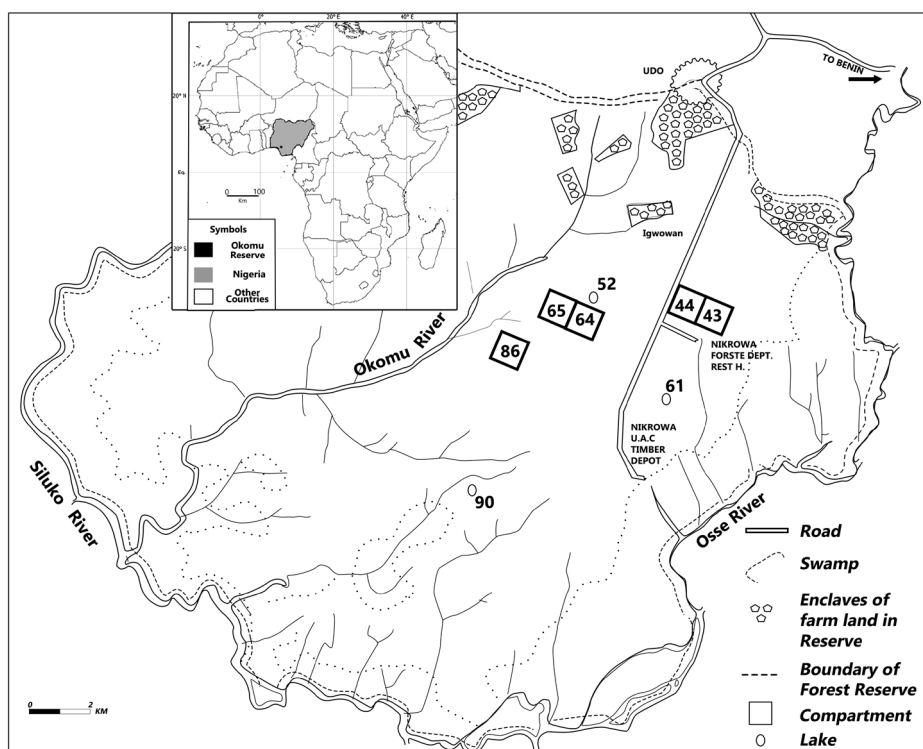 0°
20° E
40° E
20° N
Eq
20° S
0
100
Km
Symbols
Okomu
Reserve
Nigeria
Other
Countries
TO BENIN
UDO
Igwowan
52
65
64
44
43
86
NIKROWA
FORSTE DEPT.
REST H.
61
NIKROWA
U.A.C
TIMBER
DEPOT
90
Okomu River
Siluko River
Osse River
Road
Swamp
Enclaves of
farm land in
Reserve
Boundary of
Forest Reserve
Compartment
Lake
0
2
KM